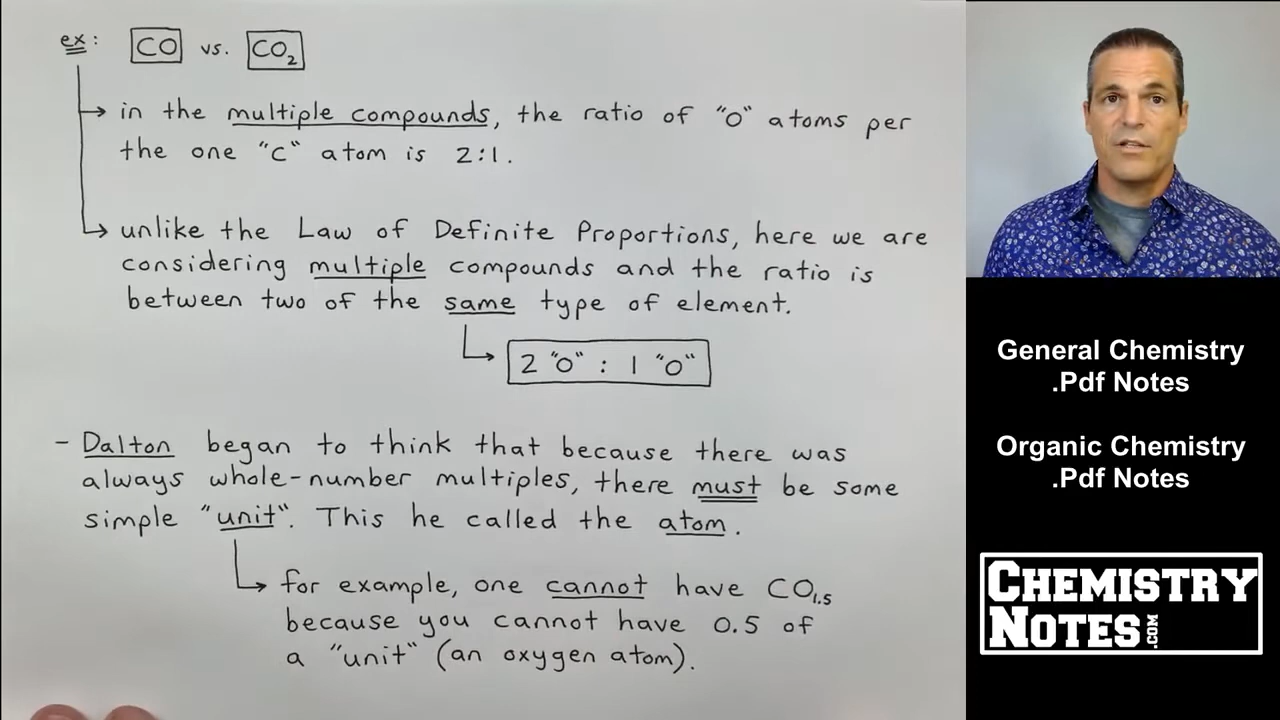 ex: CO vs. CO₂
in the multiple compounds, the ratio of "O" atoms per
the one "C" atom is 2:1.
unlike the Law of Definite Proportions, here we are
considering multiple compounds and the ratio is
between two of the same type of element.
2 "O" : 1 "O"
- Dalton began to think that because there was
always whole-number multiples, there must be some
simple "unit". This he called the atom.
for example, one cannot have CO₁.₅
because you cannot have 0.5 of
a "unit" (an oxygen atom).
General Chemistry
.Pdf Notes
Organic Chemistry
.Pdf Notes
CHEMISTRY
NOTES.COM